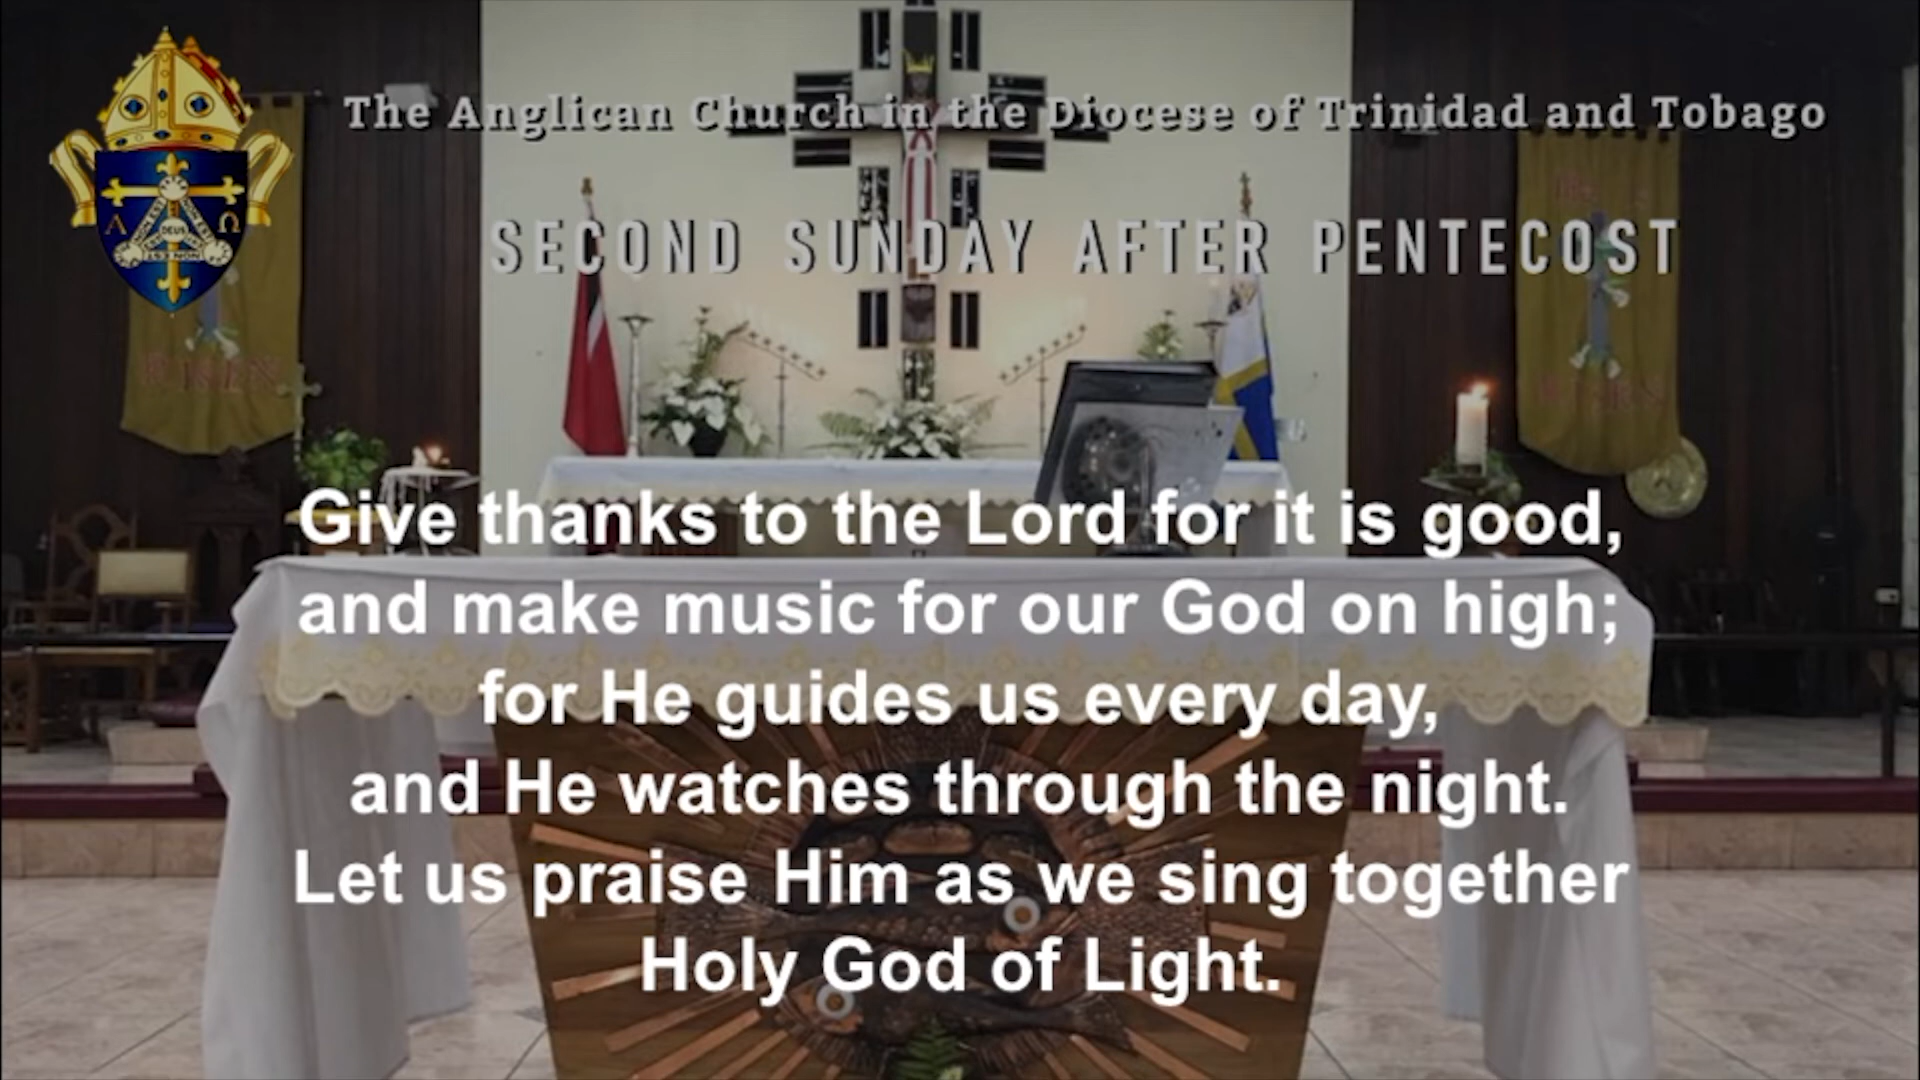 The Anglican Church in the Diocese of Trinidad and Tobago
SECOND SUNDAY AFTER PENTECOST
Α Ω
DEUS
Give thanks to the Lord for it is good,
and make music for our God on high;
for He guides us every day,
and He watches through the night.
Let us praise Him as we sing together
Holy God of Light.